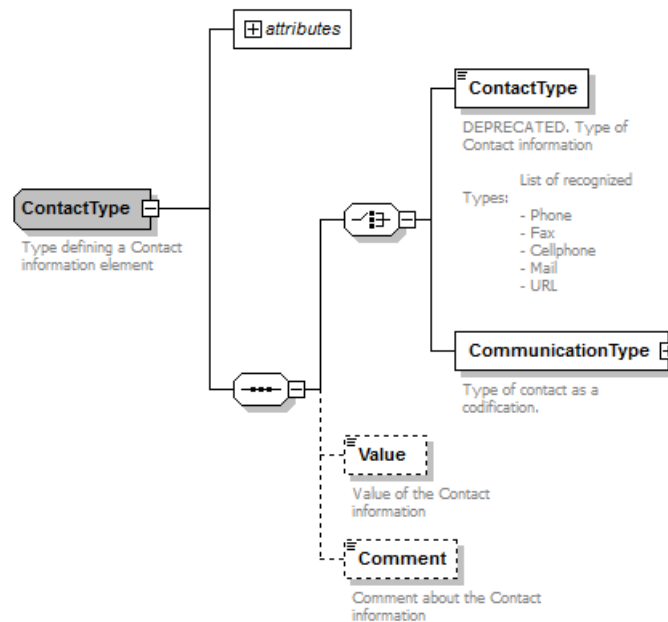 attributes
ContactType
DEPRECATED. Type of
Contact information
List of recognized
Types:
- Phone
- Fax
- Cellphone
- Mail
- URL
ContactType
Type defining a Contact
information element
CommunicationType
Type of contact as a
codification.
Value
Value of the Contact
information
Comment
Comment about the Contact
information